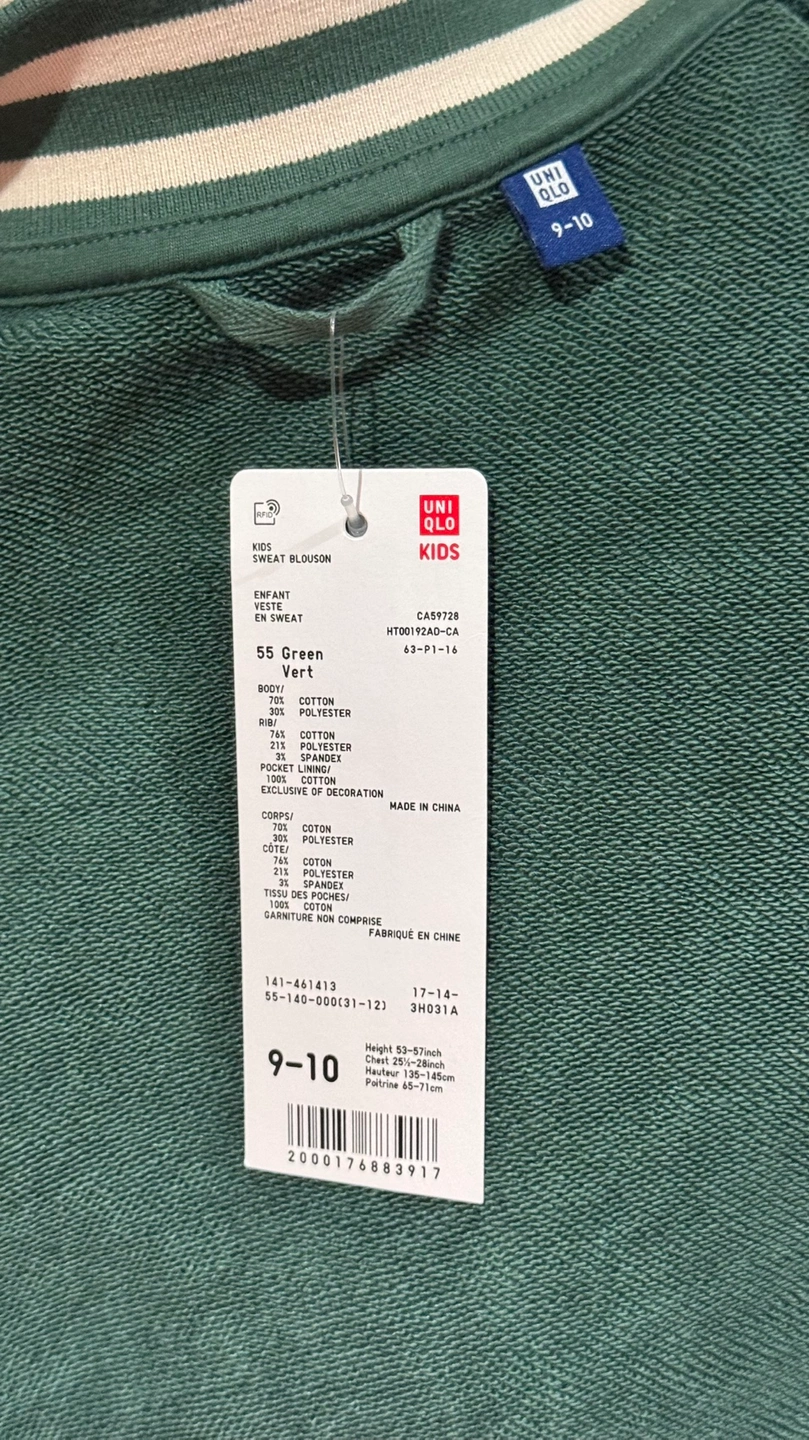 UNI
QLO
9-10
RFID
UNI
QLO
KIDS
KIDS
SWEAT BLOUSON
ENFANT
VESTE
EN SWEAT
CA59728
HT00192AD-CA
63-P1-16
55 Green
Vert
BODY/
70% COTTON
30% POLYESTER
RIB/
76% COTTON
21% POLYESTER
3% SPANDEX
POCKET LINING/
100% COTTON
EXCLUSIVE OF DECORATION
MADE IN CHINA
CORPS/
70% COTON
30% POLYESTER
CÔTE/
76% COTON
21% POLYESTER
3% SPANDEX
TISSU DES POCHES/
100% COTON
GARNITURE NON COMPRISE
FABRIQUÉ EN CHINE
141-461413
55-140-000(31-12)
17-14-
3H031A
9-10
Height 53-57inch
Chest 25½-28inch
Hauteur 135-145cm
Poitrine 65-71cm
2000176883917